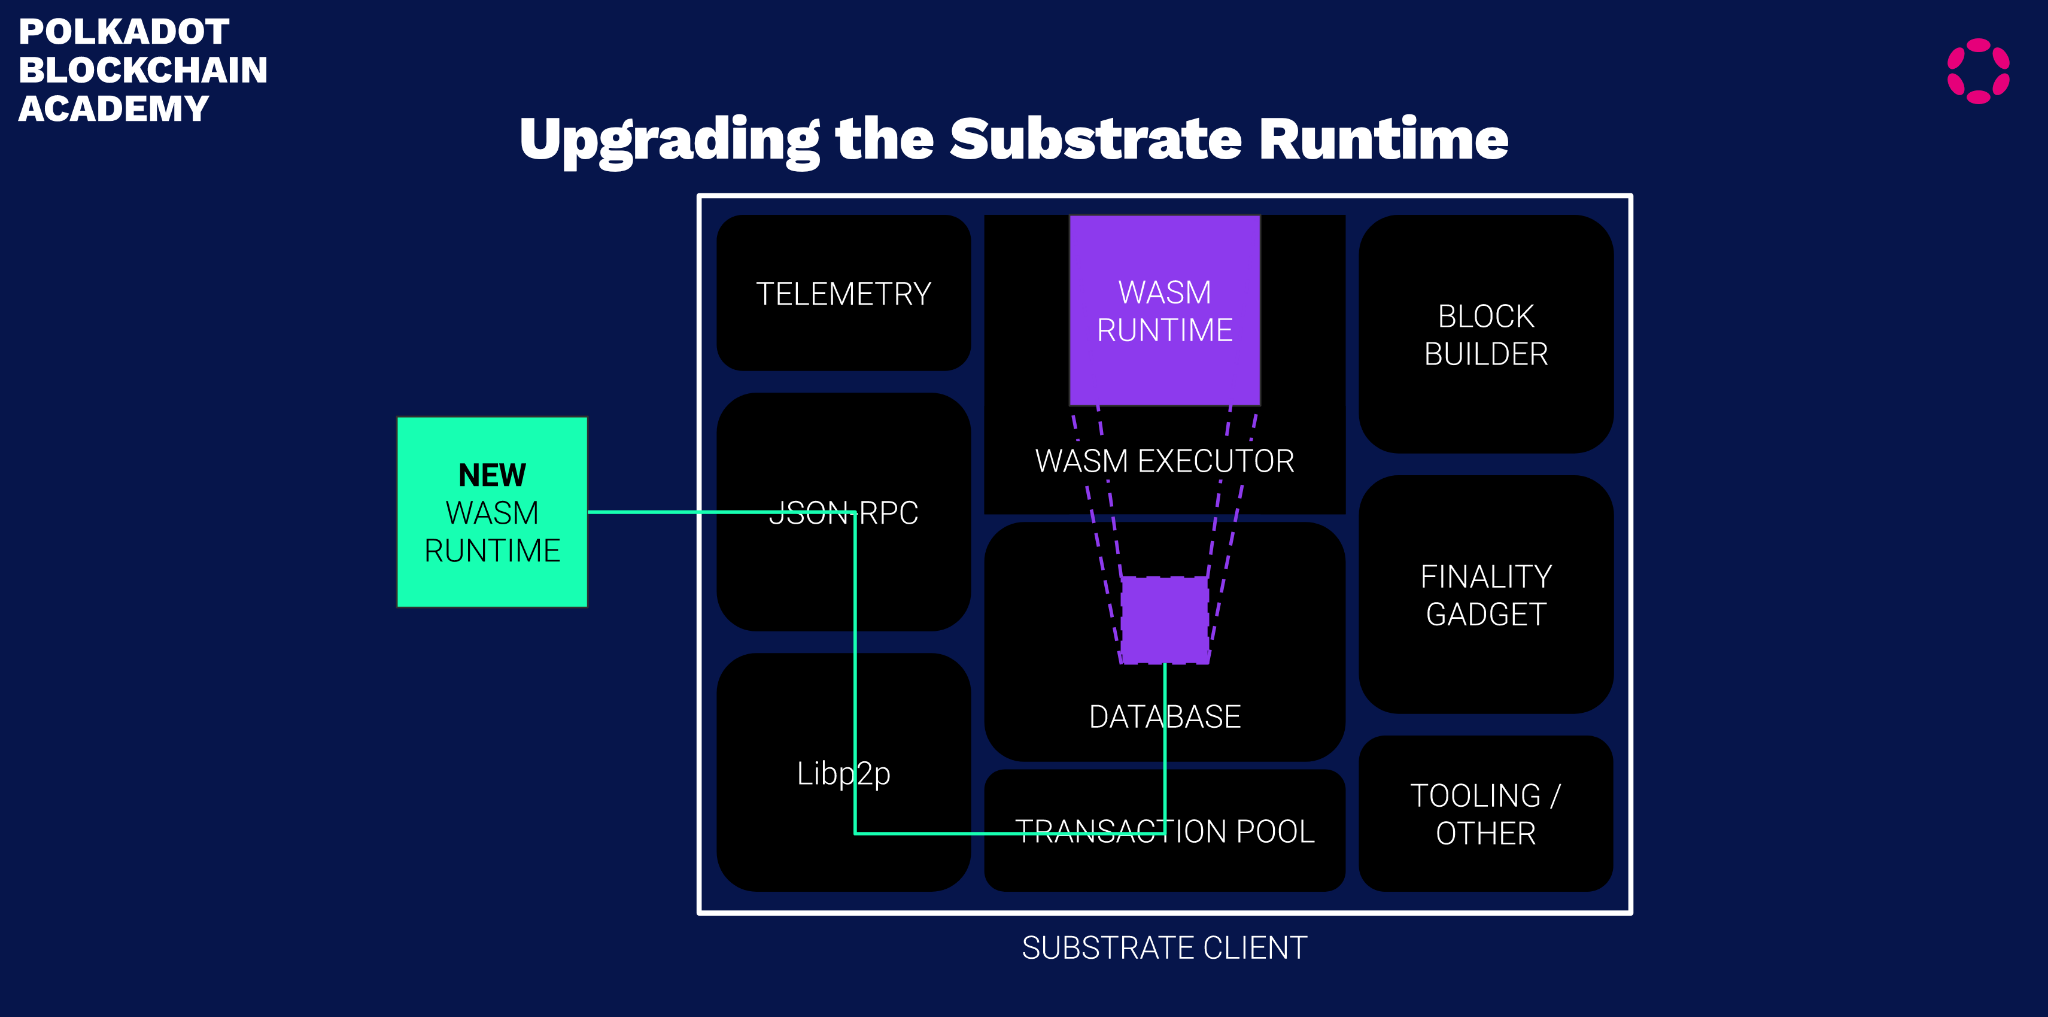 POLKADOT
BLOCKCHAIN
ACADEMY
Upgrading the Substrate Runtime
TELEMETRY
WASM
RUNTIME
BLOCK
BUILDER
WASM EXECUTOR
NEW
WASM
RUNTIME
JSON-RPC
FINALITY
GADGET
DATABASE
Libp2p
TRANSACTION POOL
TOOLING /
OTHER
SUBSTRATE CLIENT